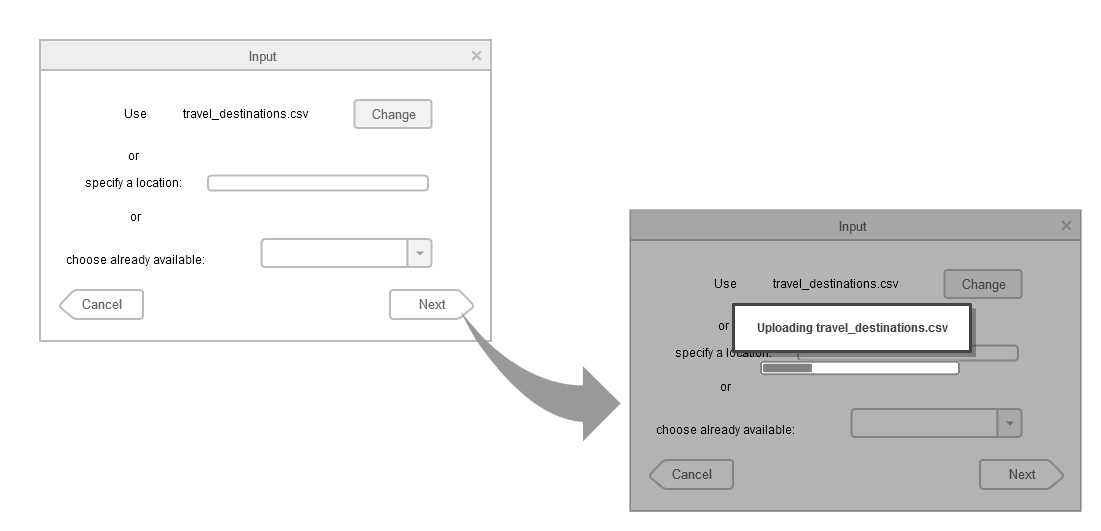 Input ×
Use travel_destinations.csv Change
or
specify a location:
or
choose already available:
Cancel Next
Input ×
Use travel_destinations.csv Change
or
Uploading travel_destinations.csv
specify a location:
or
choose already available:
Cancel Next